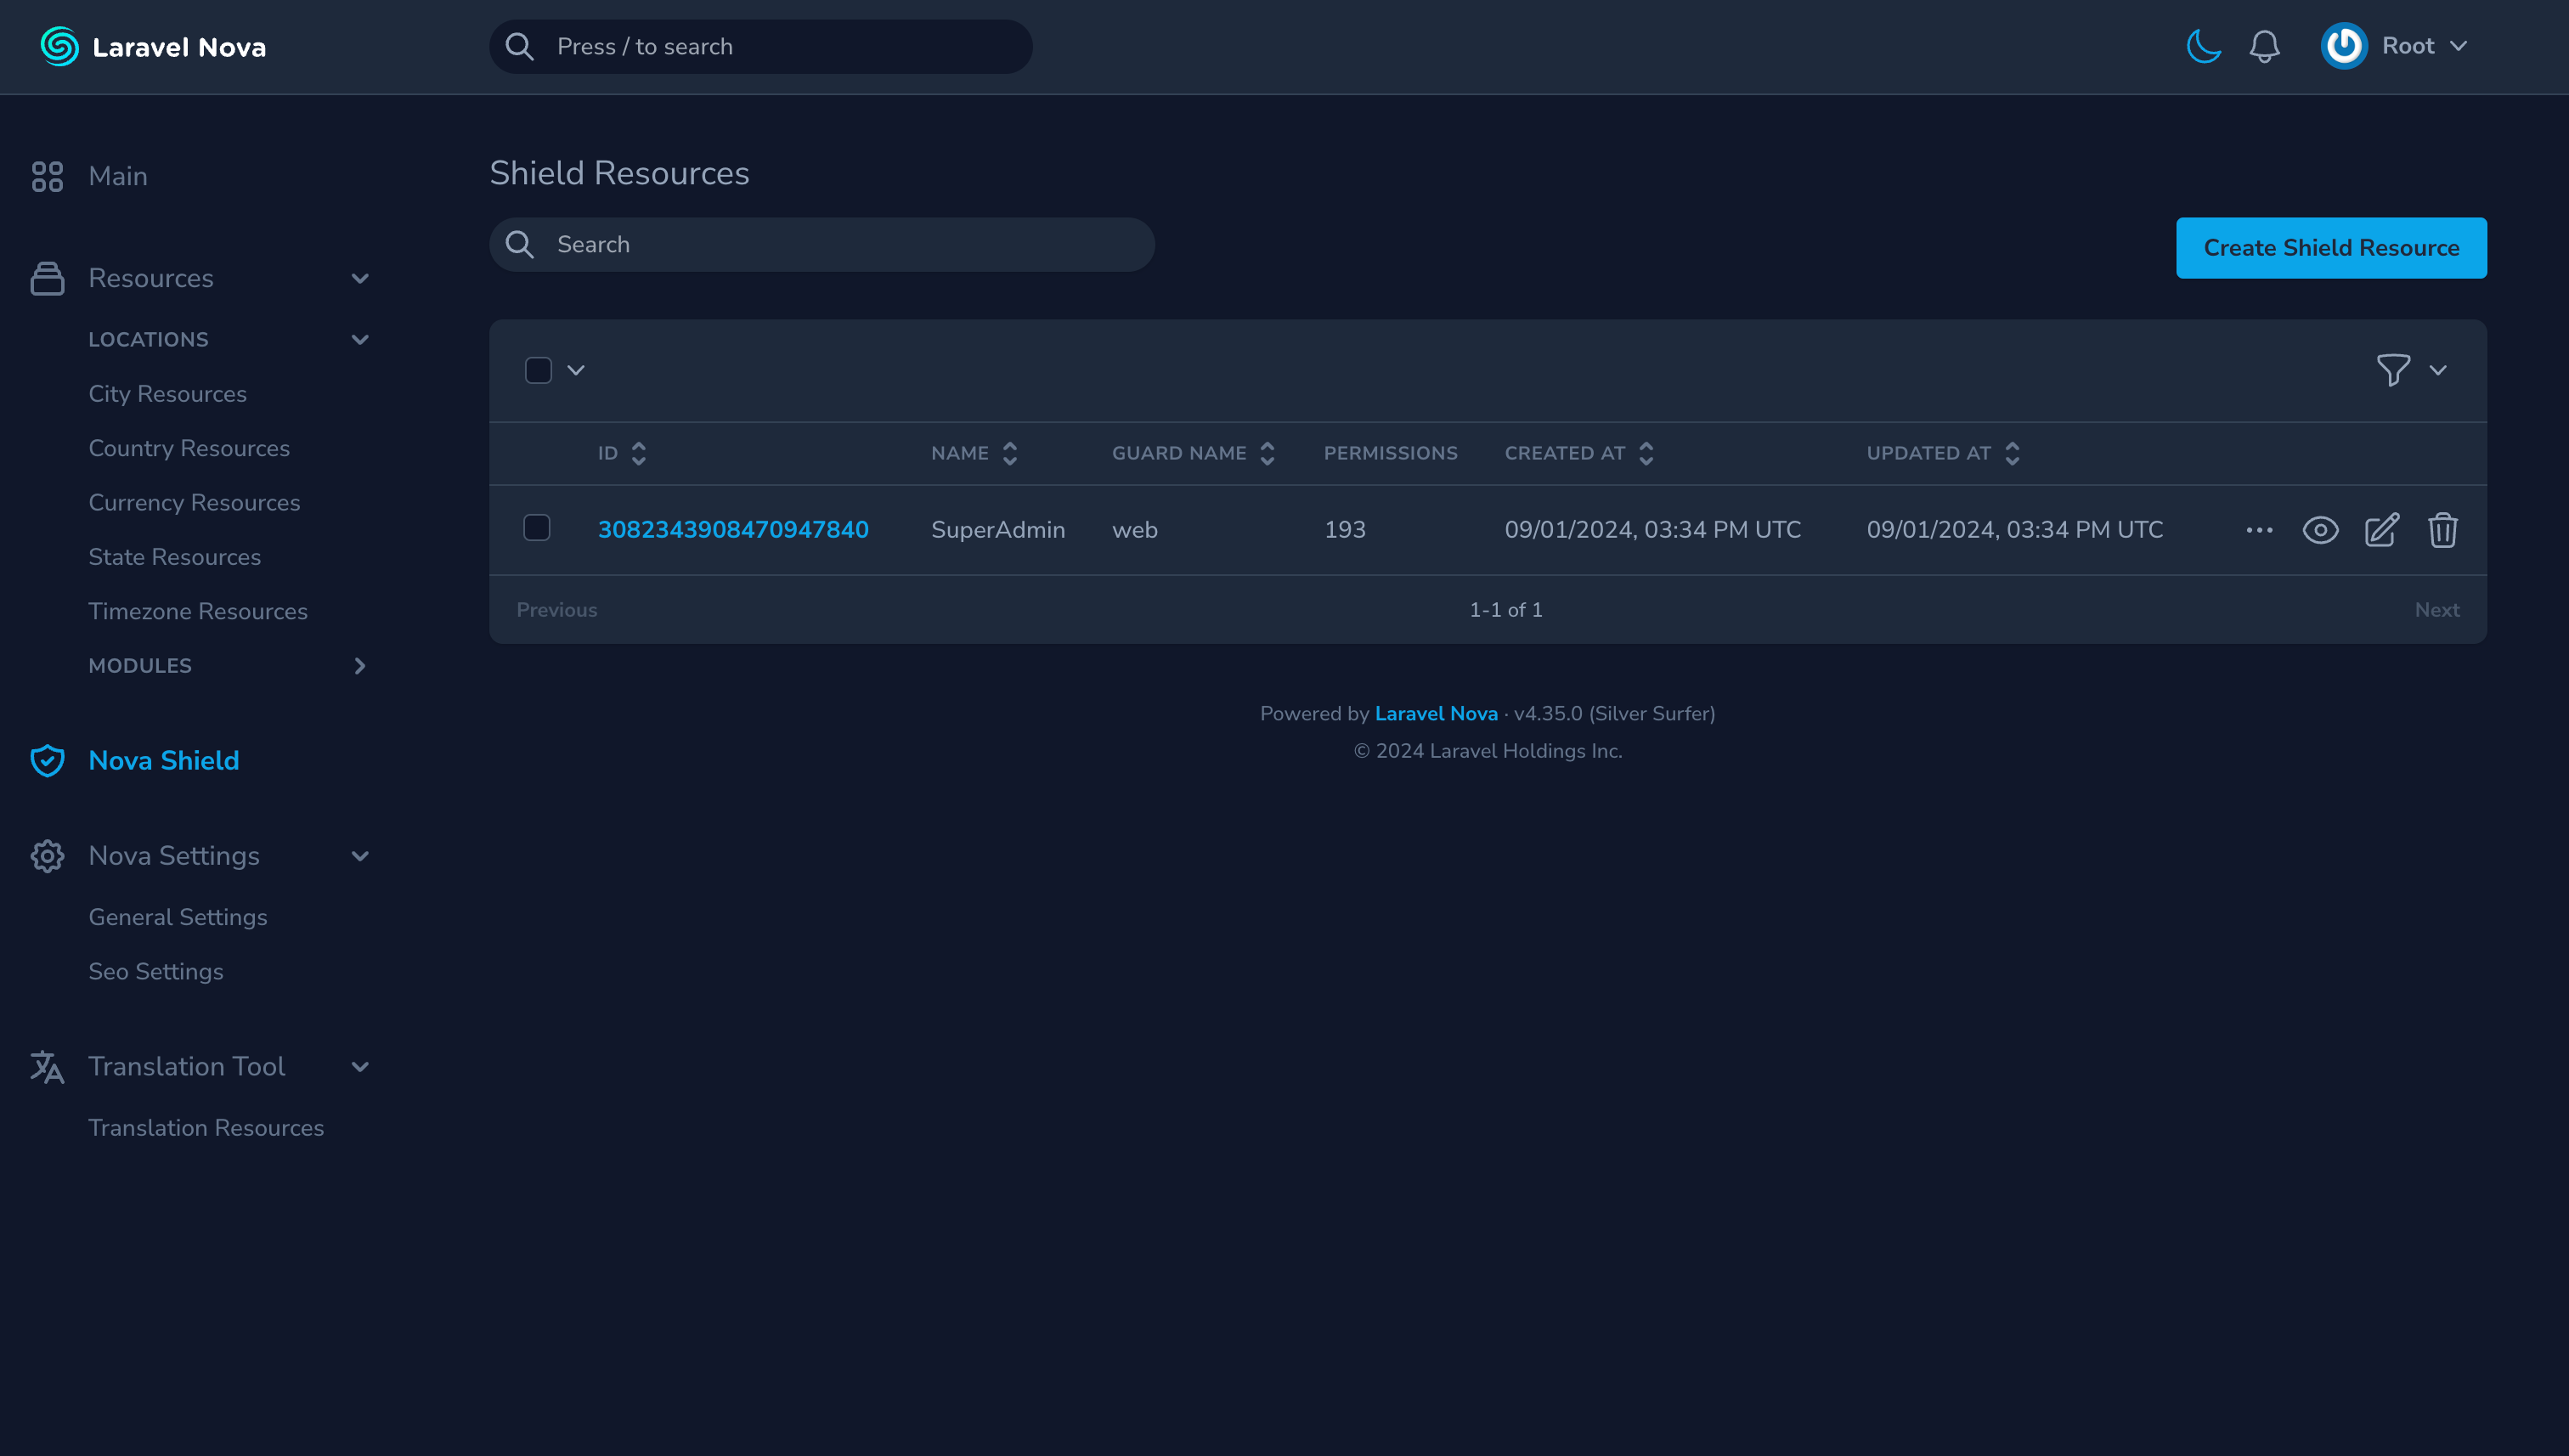 Laravel Nova
Press / to search
Root
Main
Resources
LOCATIONS
City Resources
Country Resources
Currency Resources
State Resources
Timezone Resources
MODULES
Nova Shield
Nova Settings
General Settings
Seo Settings
Translation Tool
Translation Resources
Shield Resources
Search
Create Shield Resource
ID NAME GUARD NAME PERMISSIONS CREATED AT UPDATED AT
3082343908470947840 SuperAdmin web 193 09/01/2024, 03:34 PM UTC 09/01/2024, 03:34 PM UTC
Previous 1-1 of 1 Next
Powered by Laravel Nova · v4.35.0 (Silver Surfer)
© 2024 Laravel Holdings Inc.